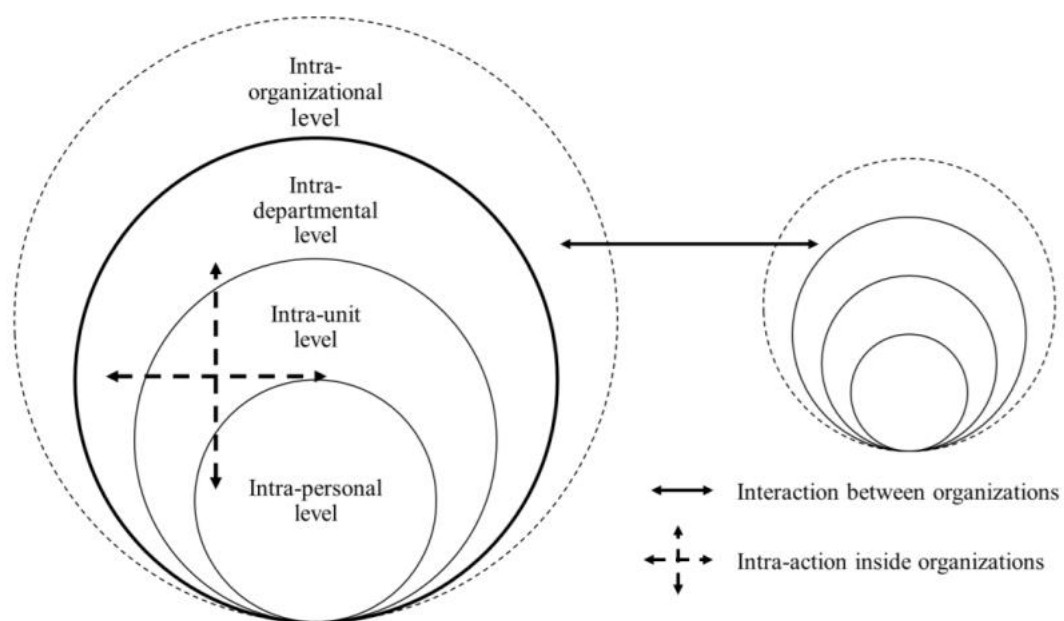 Intra-
organizational
level
Intra-
departmental
level
Intra-unit
level
Intra-personal
level
Interaction between organizations
Intra-action inside organizations